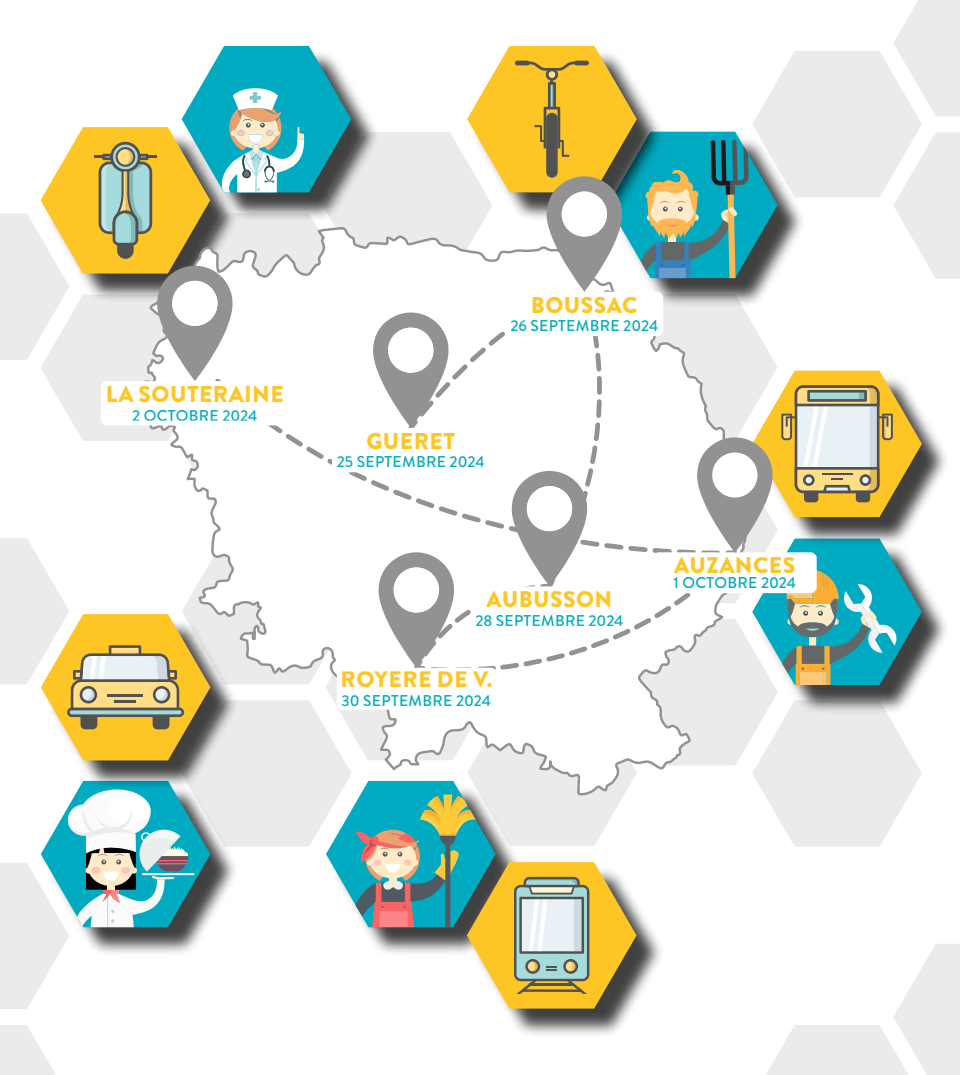 BOUSSAC
26 SEPTEMBRE 2024
LA SOUTERAINE
2 OCTOBRE 2024
GUERET
25 SEPTEMBRE 2024
AUZANCES
1 OCTOBRE 2024
AUBUSSON
28 SEPTEMBRE 2024
ROYERE DE V.
30 SEPTEMBRE 2024